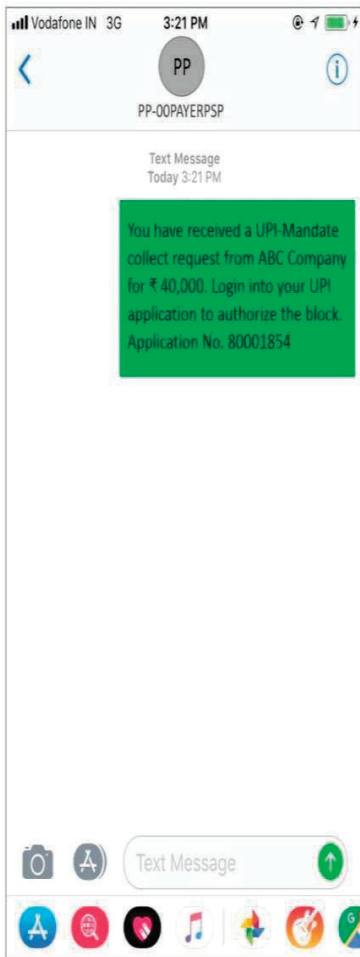 Vodafone IN 3G 3:21 PM
PP
PP-OOPAYERPSP
Text Message
Today 3:21 PM
You have received a UPI-Mandate
collect request from ABC Company
for ₹ 40,000. Login into your UPI
application to authorize the block.
Application No. 80001854
Text Message